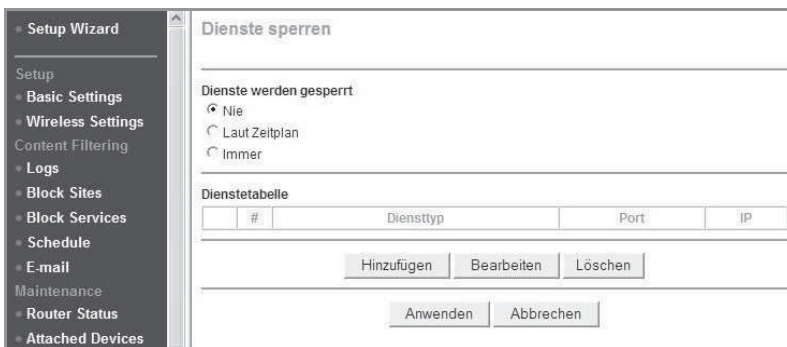 Setup Wizard
Setup
Basic Settings
Wireless Settings
Content Filtering
Logs
Block Sites
Block Services
Schedule
E-mail
Maintenance
Router Status
Attached Devices
Dienste sperren
Dienste werden gesperrt
Nie
Laut Zeitplan
Immer
Dienstetabelle
# Diensttyp Port IP
Hinzufügen Bearbeiten Löschen
Anwenden Abbrechen